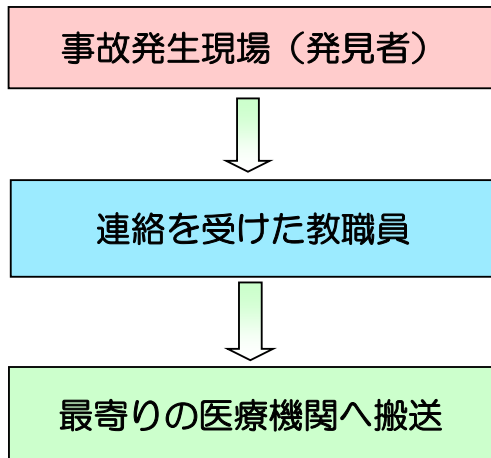 事故発生現場（発見者）
連絡を受けた教職員
最寄りの医療機関へ搬送